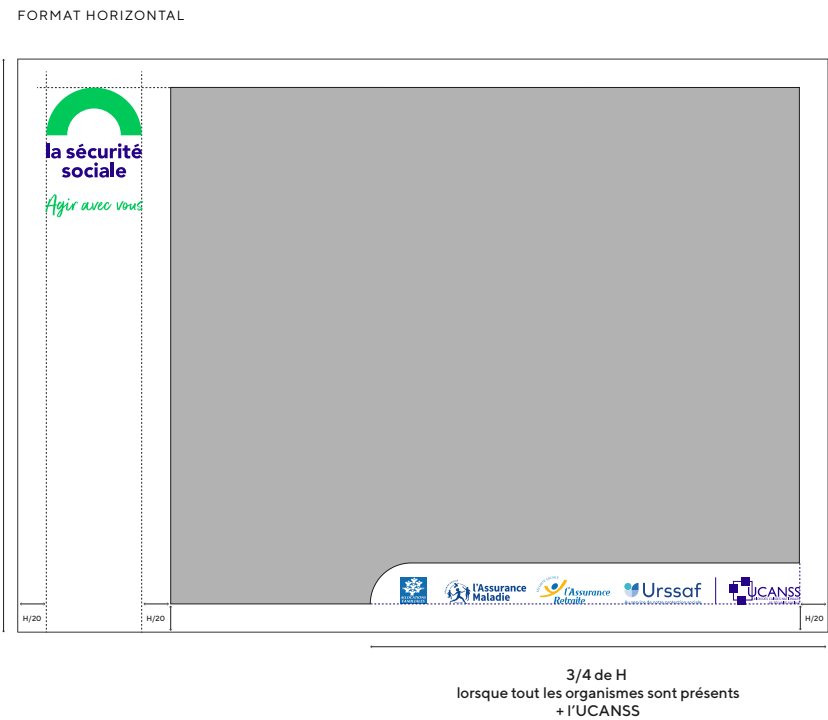 FORMAT HORIZONTAL
la sécurité
sociale
Agir avec vous
l'Assurance
Maladie
l'Assurance
Retraite
Urssaf
UCANSS
H/20
H/20
H/20
3/4 de H
lorsque tout les organismes sont présents
+ l'UCANSS